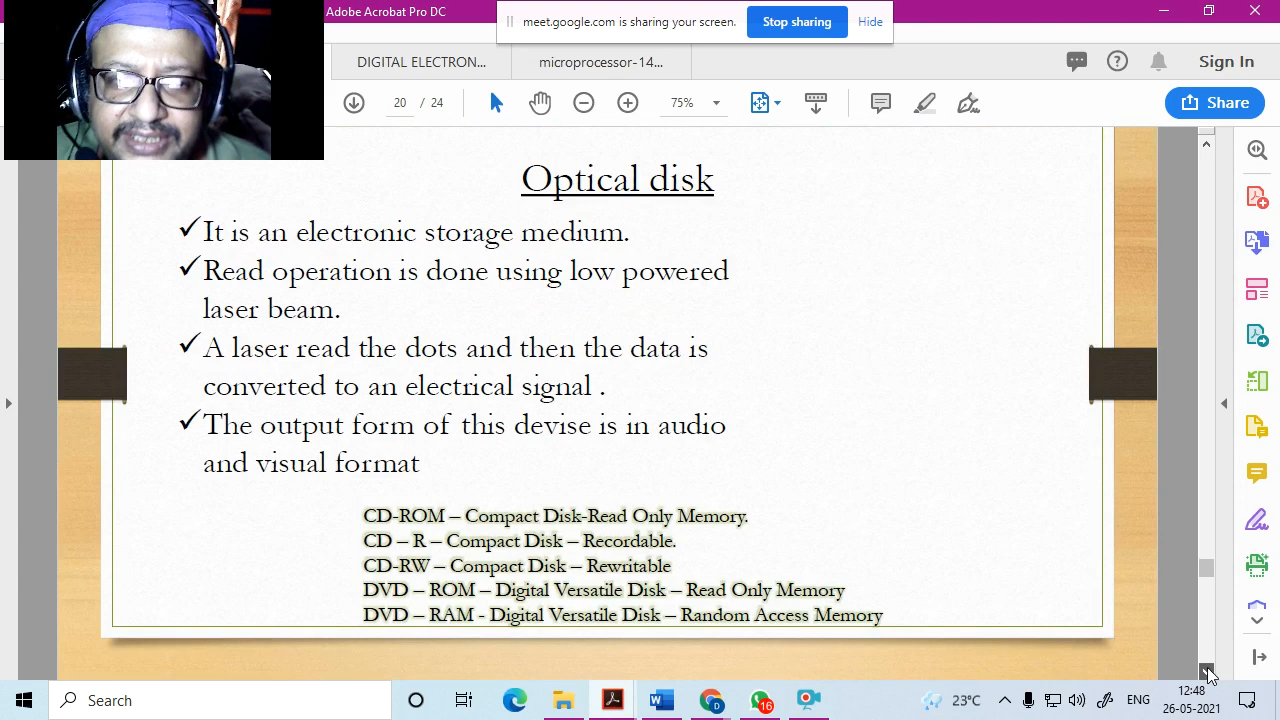 Adobe Acrobat Pro DC
meet.google.com is sharing your screen. Stop sharing Hide
DIGITAL ELECTRON... microprocessor-14... Sign In
20 / 24 75% Share
Optical disk
✓It is an electronic storage medium.
✓Read operation is done using low powered
laser beam.
✓A laser read the dots and then the data is
converted to an electrical signal .
✓The output form of this devise is in audio
and visual format
CD-ROM – Compact Disk-Read Only Memory.
CD – R – Compact Disk – Recordable.
CD-RW – Compact Disk – Rewritable
DVD – ROM – Digital Versatile Disk – Read Only Memory
DVD – RAM - Digital Versatile Disk – Random Access Memory
Search 16 23°C ENG 12:48
26-05-2021